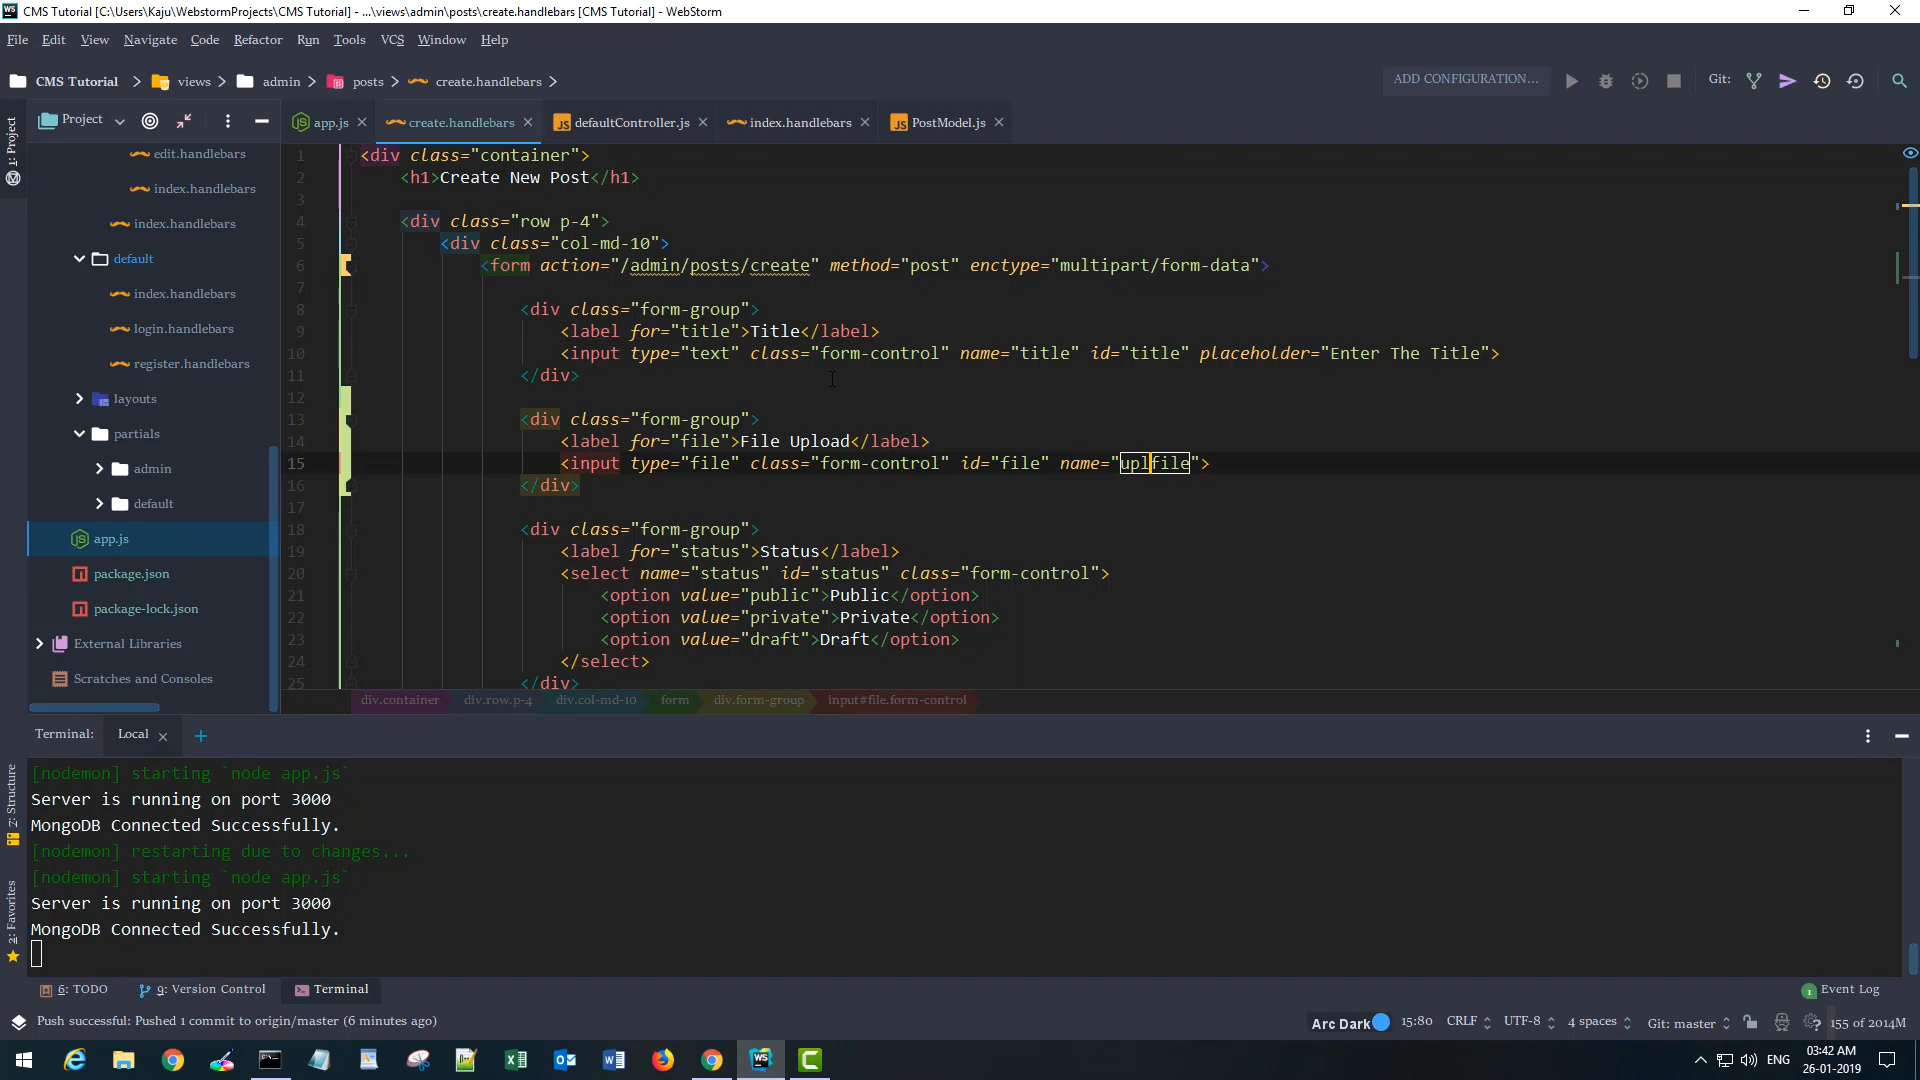 CMS Tutorial [C:\Users\Kaju\WebstormProjects\CMS Tutorial] - ...\views\admin\posts\create.handlebars [CMS Tutorial] - WebStorm
File Edit View Navigate Code Refactor Run Tools VCS Window Help
CMS Tutorial views admin posts create.handlebars ADD CONFIGURATION... Git:
1: Project
Project
app.js create.handlebars defaultController.js index.handlebars PostModel.js
edit.handlebars
index.handlebars
index.handlebars
default
index.handlebars
login.handlebars
register.handlebars
layouts
partials
admin
default
app.js
package.json
package-lock.json
External Libraries
Scratches and Consoles
1 <div class="container">
2 <h1>Create New Post</h1>
3
4 <div class="row p-4">
5 <div class="col-md-10">
6 <form action="/admin/posts/create" method="post" enctype="multipart/form-data">
7
8 <div class="form-group">
9 <label for="title">Title</label>
10 <input type="text" class="form-control" name="title" id="title" placeholder="Enter The Title">
11 </div>
12
13 <div class="form-group">
14 <label for="file">File Upload</label>
15 <input type="file" class="form-control" id="file" name="uplfile">
16 </div>
17
18 <div class="form-group">
19 <label for="status">Status</label>
20 <select name="status" id="status" class="form-control">
21 <option value="public">Public</option>
22 <option value="private">Private</option>
23 <option value="draft">Draft</option>
24 </select>
25 </div>
div.container div.row.p-4 div.col-md-10 form div.form-group input#file.form-control
Terminal: Local
7: Structure
2: Favorites
[nodemon] starting `node app.js`
Server is running on port 3000
MongoDB Connected Successfully.
[nodemon] restarting due to changes...
[nodemon] starting `node app.js`
Server is running on port 3000
MongoDB Connected Successfully.
6: TODO 9: Version Control Terminal 1 Event Log
Push successful: Pushed 1 commit to origin/master (6 minutes ago) Arc Dark 15:80 CRLF UTF-8 4 spaces Git: master 155 of 2014M
ENG 03:42 AM
26-01-2019